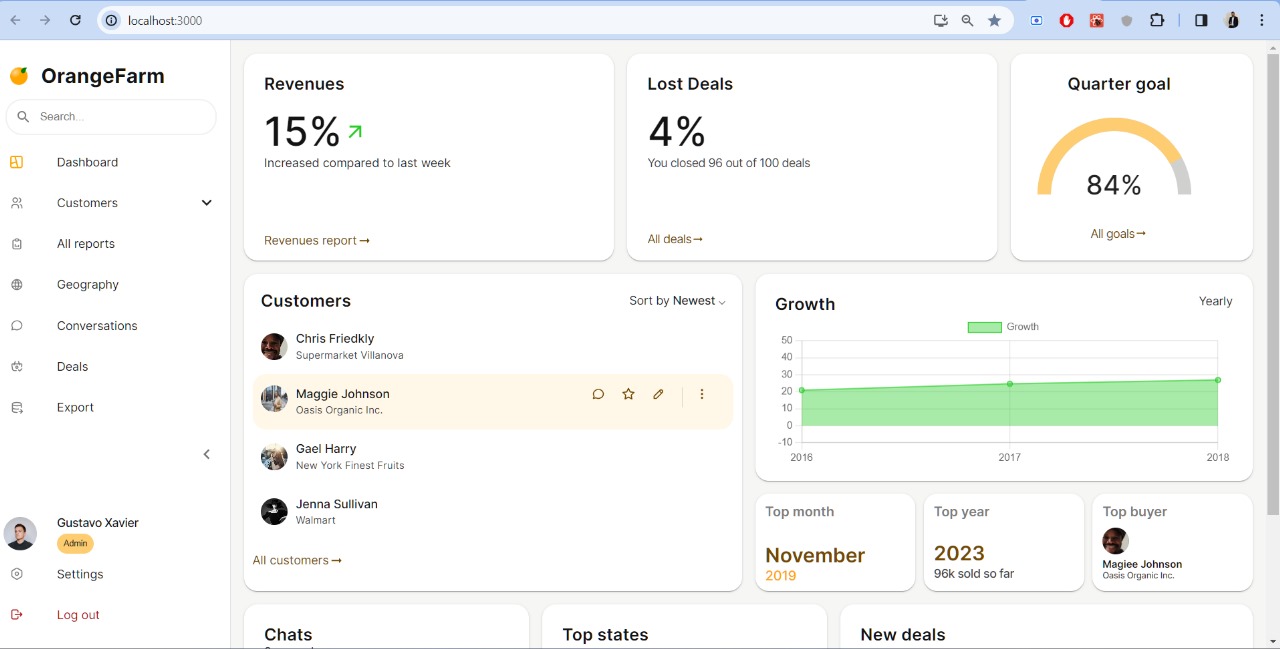 localhost:3000
OrangeFarm
Search...
Dashboard
Customers
All reports
Geography
Conversations
Deals
Export
Gustavo Xavier
Admin
Settings
Log out
Revenues
15%
Increased compared to last week
Revenues report→
Lost Deals
4%
You closed 96 out of 100 deals
All deals→
Quarter goal
84%
All goals→
Customers
Sort by Newest
Chris Friedkly
Supermarket Villanova
Maggie Johnson
Oasis Organic Inc.
Gael Harry
New York Finest Fruits
Jenna Sullivan
Walmart
All customers→
Growth
Yearly
Growth
50
40
30
20
10
0
-10
2016 2017 2018
Top month
November
2019
Top year
2023
96k sold so far
Top buyer
Magiee Johnson
Oasis Organic Inc.
Chats
Top states
New deals